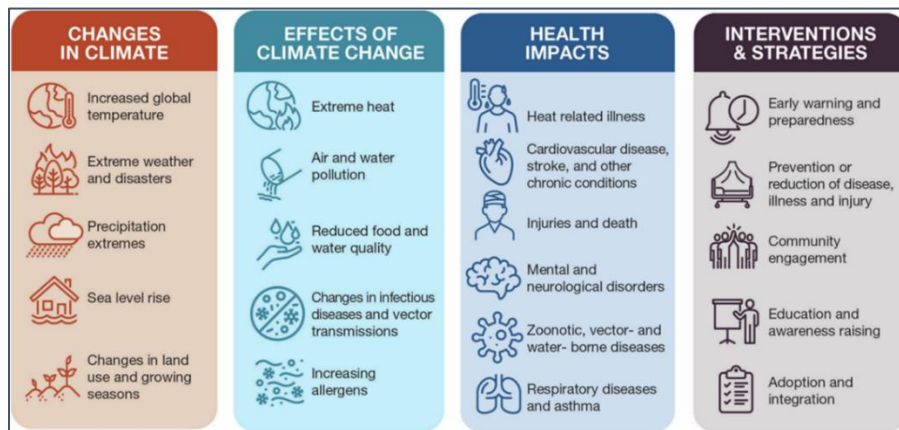 CHANGES
IN CLIMATE
Increased global
temperature
Extreme weather
and disasters
Precipitation
extremes
Sea level rise
Changes in land
use and growing
seasons
EFFECTS OF
CLIMATE CHANGE
Extreme heat
Air and water
pollution
Reduced food and
water quality
Changes in infectious
diseases and vector
transmissions
Increasing
allergens
HEALTH
IMPACTS
Heat related illness
Cardiovascular disease,
stroke, and other
chronic conditions
Injuries and death
Mental and
neurological disorders
Zoonotic, vector- and
water- borne diseases
Respiratory diseases
and asthma
INTERVENTIONS
& STRATEGIES
Early warning and
preparedness
Prevention or
reduction of disease,
illness and injury
Community
engagement
Education and
awareness raising
Adoption and
integration